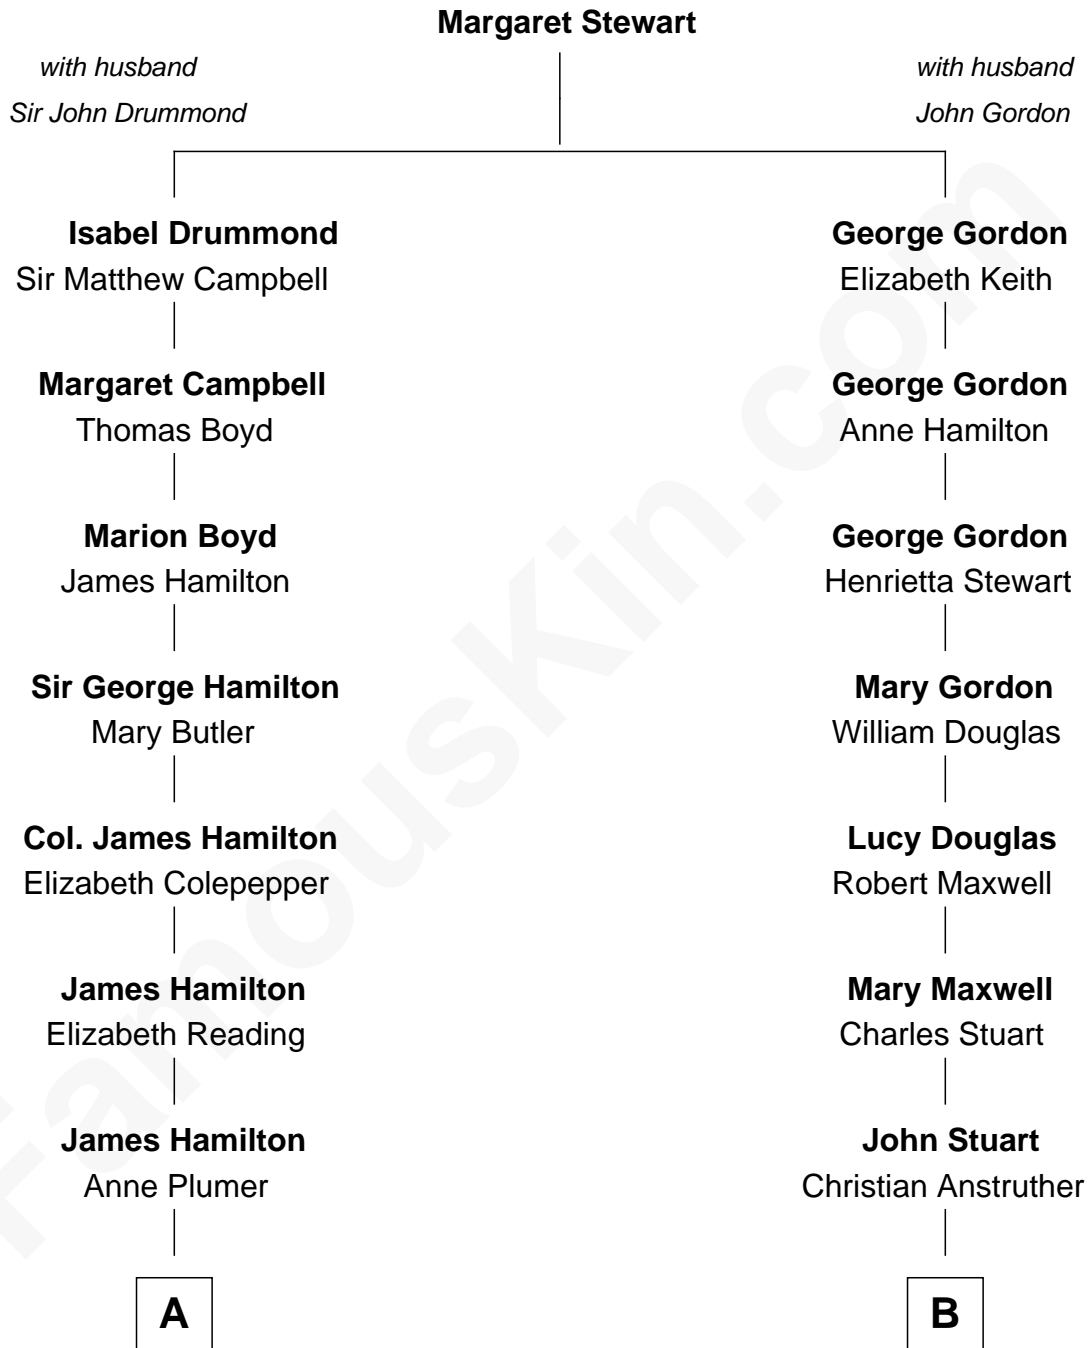 Margaret Stewart
with husband
Sir John Drummond
with husband
John Gordon
Isabel Drummond
Sir Matthew Campbell
George Gordon
Elizabeth Keith
Margaret Campbell
Thomas Boyd
George Gordon
Anne Hamilton
Marion Boyd
James Hamilton
George Gordon
Henrietta Stewart
Sir George Hamilton
Mary Butler
Mary Gordon
William Douglas
Col. James Hamilton
Elizabeth Colepepper
Lucy Douglas
Robert Maxwell
James Hamilton
Elizabeth Reading
Mary Maxwell
Charles Stuart
James Hamilton
Anne Plumer
John Stuart
Christian Anstruther
A
B
FamousKin.com